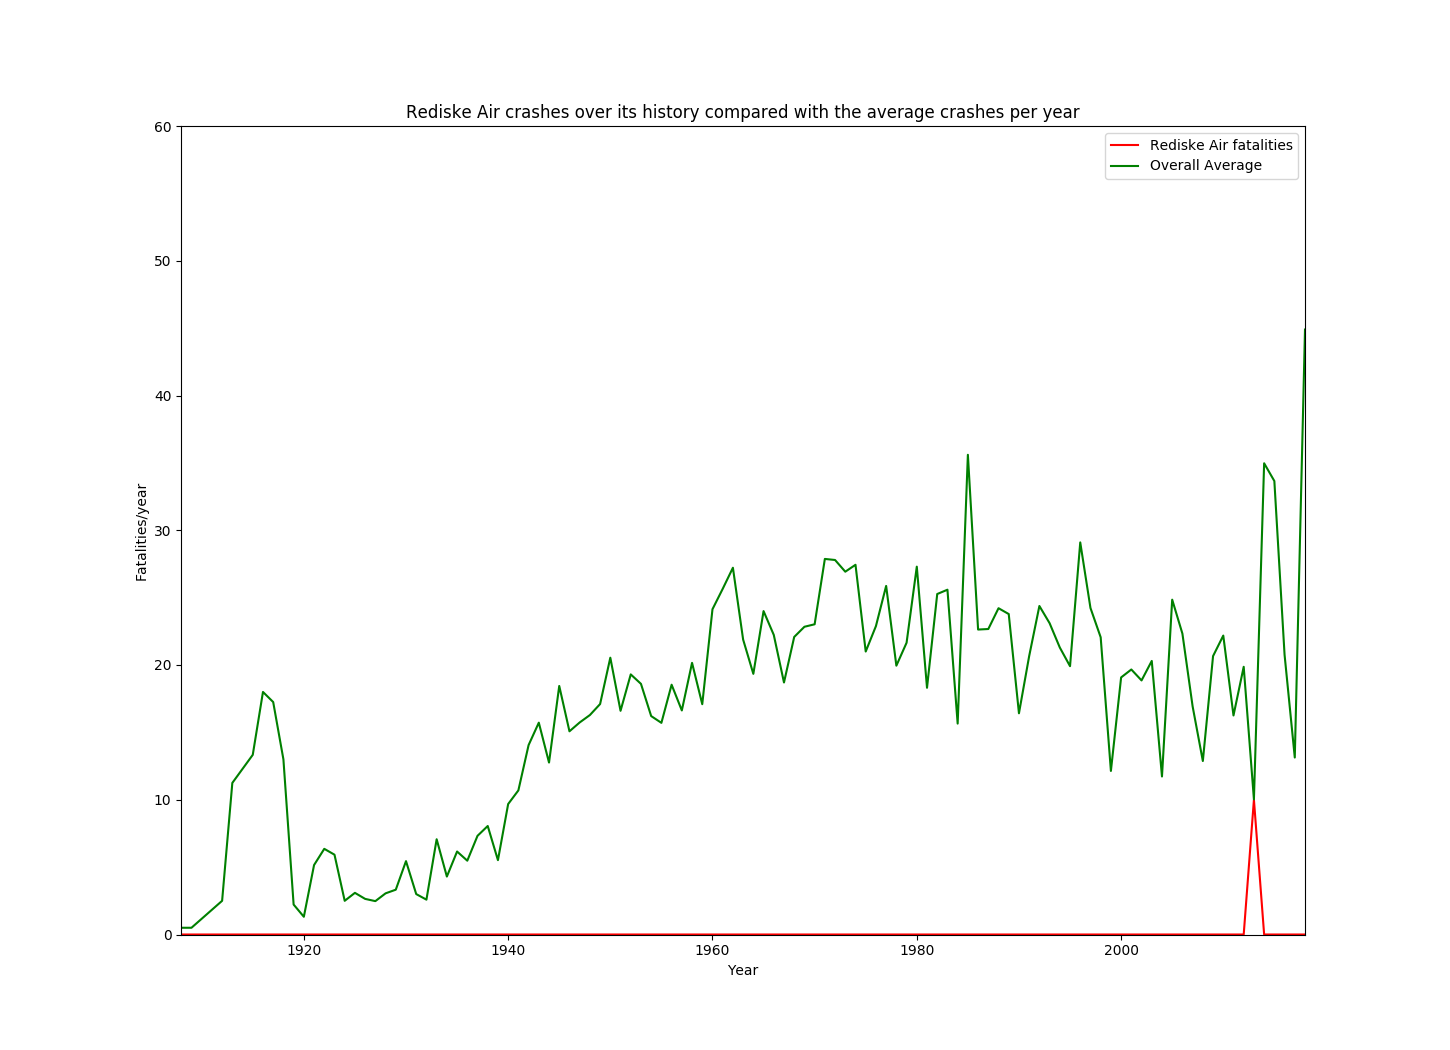 Rediske Air crashes over its history compared with the average crashes per year
Rediske Air fatalities
Overall Average
Fatalities/year
60
50
40
30
20
10
0
1920 1940 1960 1980 2000
Year